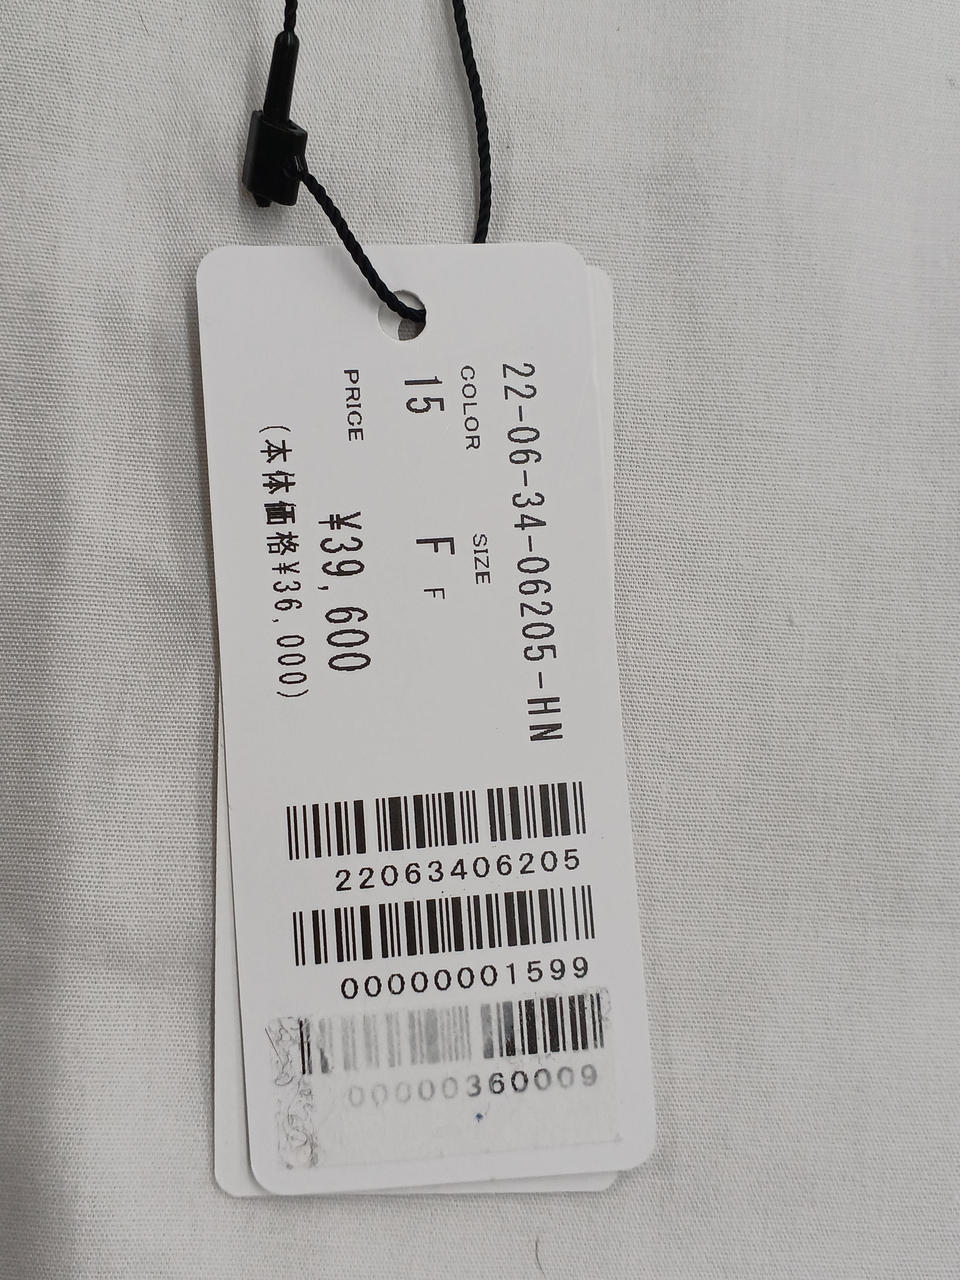 22-06-34-06205-HN
COLOR SIZE
15 F F
PRICE ¥39,600
(本体価格¥36,000)
22063406205
00000001599
00000360009